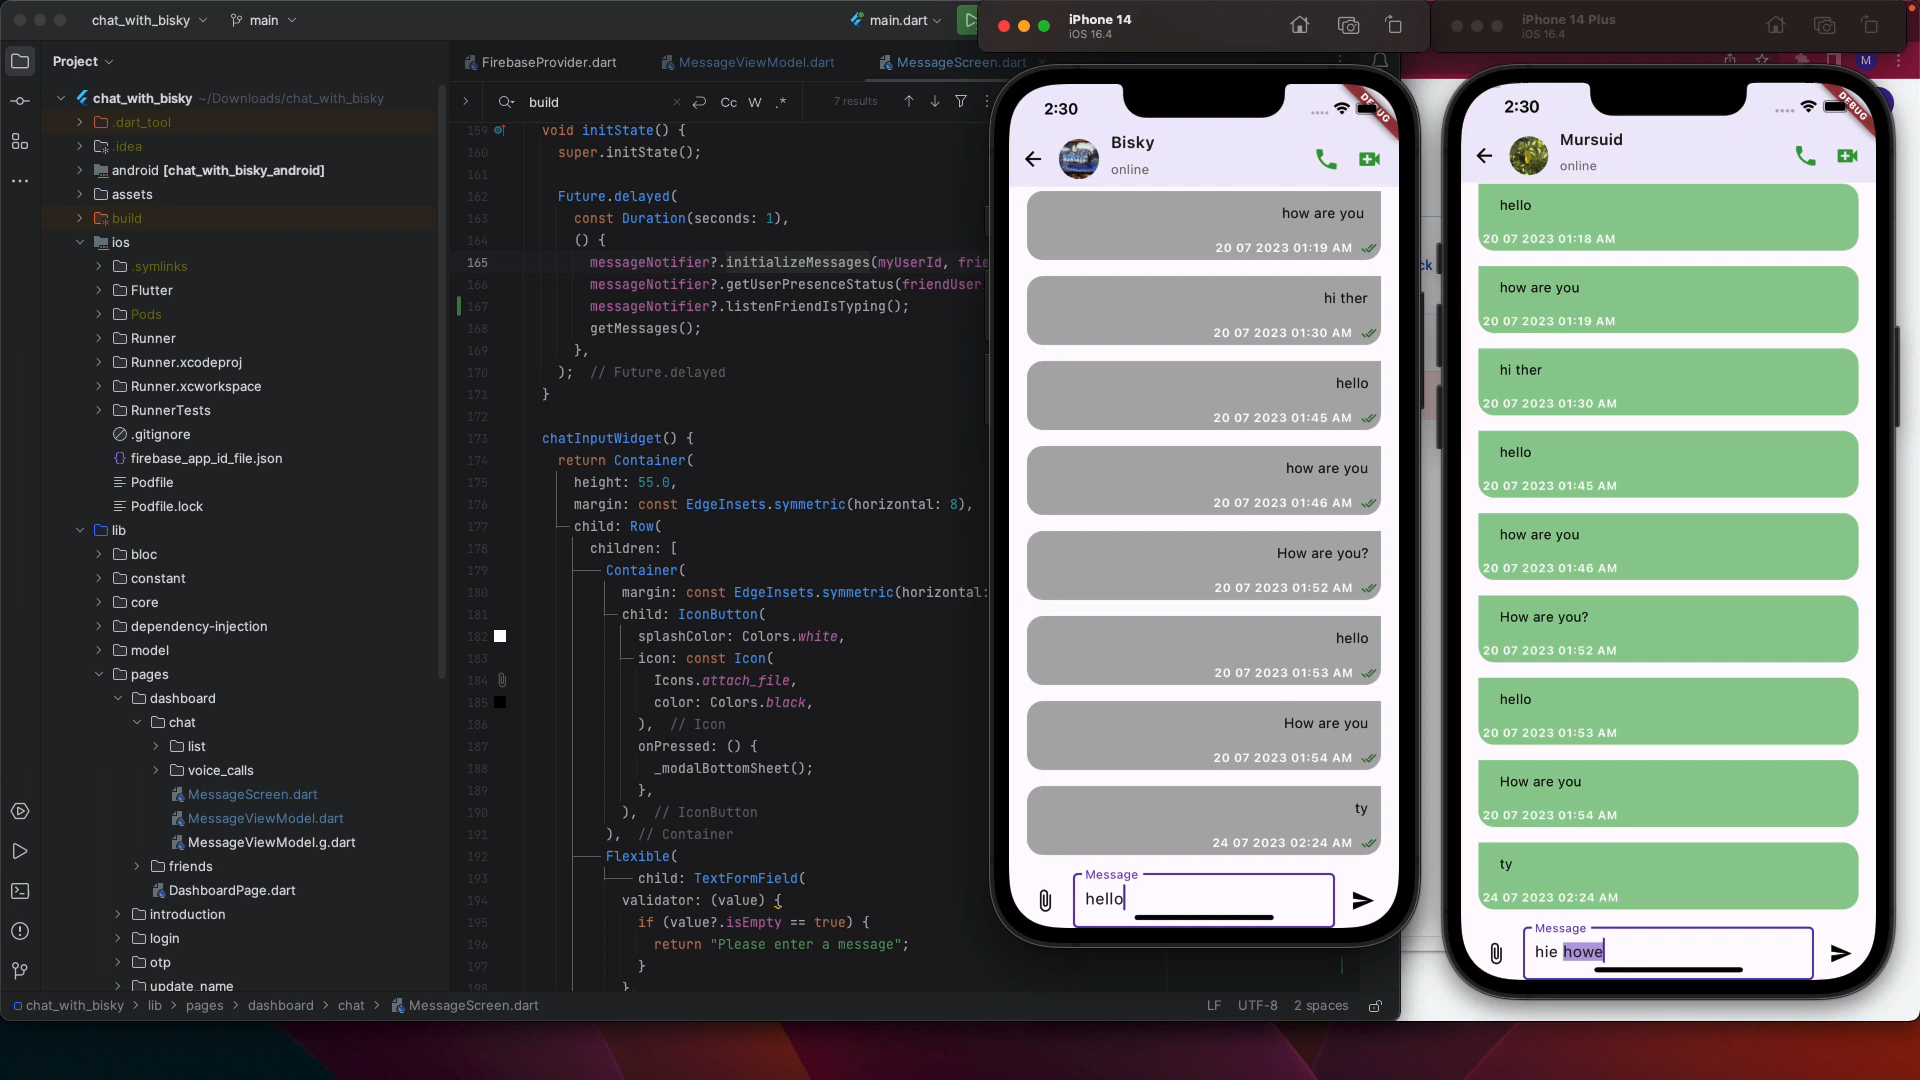 chat_with_bisky
main
main.dart
Project
chat_with_bisky ~/Downloads/chat_with_bisky
.dart_tool
.idea
android [chat_with_bisky_android]
assets
build
ios
.symlinks
Flutter
Pods
Runner
Runner.xcodeproj
Runner.xcworkspace
RunnerTests
.gitignore
firebase_app_id_file.json
Podfile
Podfile.lock
lib
bloc
constant
core
dependency-injection
model
pages
dashboard
chat
list
voice_calls
MessageScreen.dart
MessageViewModel.dart
MessageViewModel.g.dart
friends
DashboardPage.dart
introduction
login
otp
update_name
FirebaseProvider.dart
MessageViewModel.dart
MessageScreen.dart
build
Cc
W
.*
7 results
159 void initState() {
160 super.initState();
161
162 Future.delayed(
163 const Duration(seconds: 1),
164 () {
165 messageNotifier?.initializeMessages(myUserId, frie
166 messageNotifier?.getUserPresenceStatus(friendUser
167 messageNotifier?.listenFriendIsTyping();
168 getMessages();
169 },
170 ); // Future.delayed
171 }
172
173 chatInputWidget() {
174 return Container(
175 height: 55.0,
176 margin: const EdgeInsets.symmetric(horizontal: 8),
177 child: Row(
178 children: [
179 Container(
180 margin: const EdgeInsets.symmetric(horizontal:
181 child: IconButton(
182 splashColor: Colors.white,
183 icon: const Icon(
184 Icons.attach_file,
185 color: Colors.black,
186 ), // Icon
187 onPressed: () {
188 _modalBottomSheet();
189 },
190 ), // IconButton
191 ), // Container
192 Flexible(
193 child: TextFormField(
194 validator: (value) {
195 if (value?.isEmpty == true) {
196 return "Please enter a message";
197 }
198 },
chat_with_bisky > lib > pages > dashboard > chat > MessageScreen.dart
LF
UTF-8
2 spaces
iPhone 14
iOS 16.4
2:30
DEBUG
Bisky
online
how are you
20 07 2023 01:19 AM
hi ther
20 07 2023 01:30 AM
hello
20 07 2023 01:45 AM
how are you
20 07 2023 01:46 AM
How are you?
20 07 2023 01:52 AM
hello
20 07 2023 01:53 AM
How are you
20 07 2023 01:54 AM
ty
24 07 2023 02:24 AM
Message
hello
iPhone 14 Plus
iOS 16.4
M
ck
2:30
DEBUG
Mursuid
online
hello
20 07 2023 01:18 AM
how are you
20 07 2023 01:19 AM
hi ther
20 07 2023 01:30 AM
hello
20 07 2023 01:45 AM
how are you
20 07 2023 01:46 AM
How are you?
20 07 2023 01:52 AM
hello
20 07 2023 01:53 AM
How are you
20 07 2023 01:54 AM
ty
24 07 2023 02:24 AM
Message
hie howe